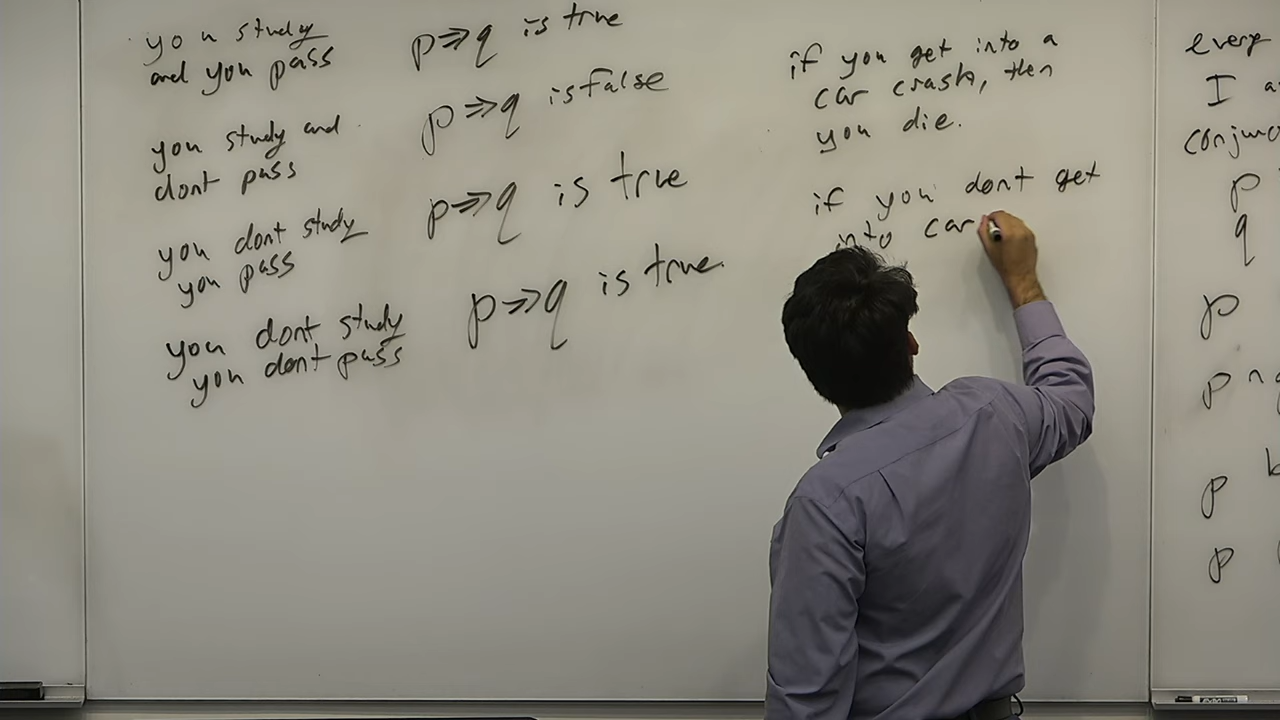 you study
and you pass
p⇒q is true
you study and
dont pass
p⇒q is false
you dont study
you pass
p⇒q is true
you dont study
you dont pass
p⇒q is true.
if you get into a
car crash, then
you die.
if you dont get
into car
every
I
p
q
p
p
p
p